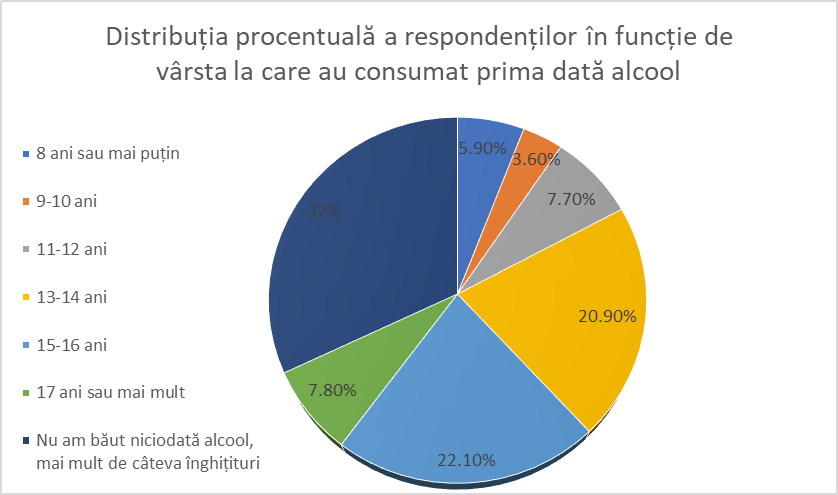 Distribuția procentuală a respondenților în funcție de
vârsta la care au consumat prima dată alcool
8 ani sau mai puțin
9-10 ani
11-12 ani
13-14 ani
15-16 ani
17 ani sau mai mult
Nu am băut niciodată alcool,
mai mult de câteva înghițituri
5.90%
3.60%
7.70%
20.90%
22.10%
7.80%
32%